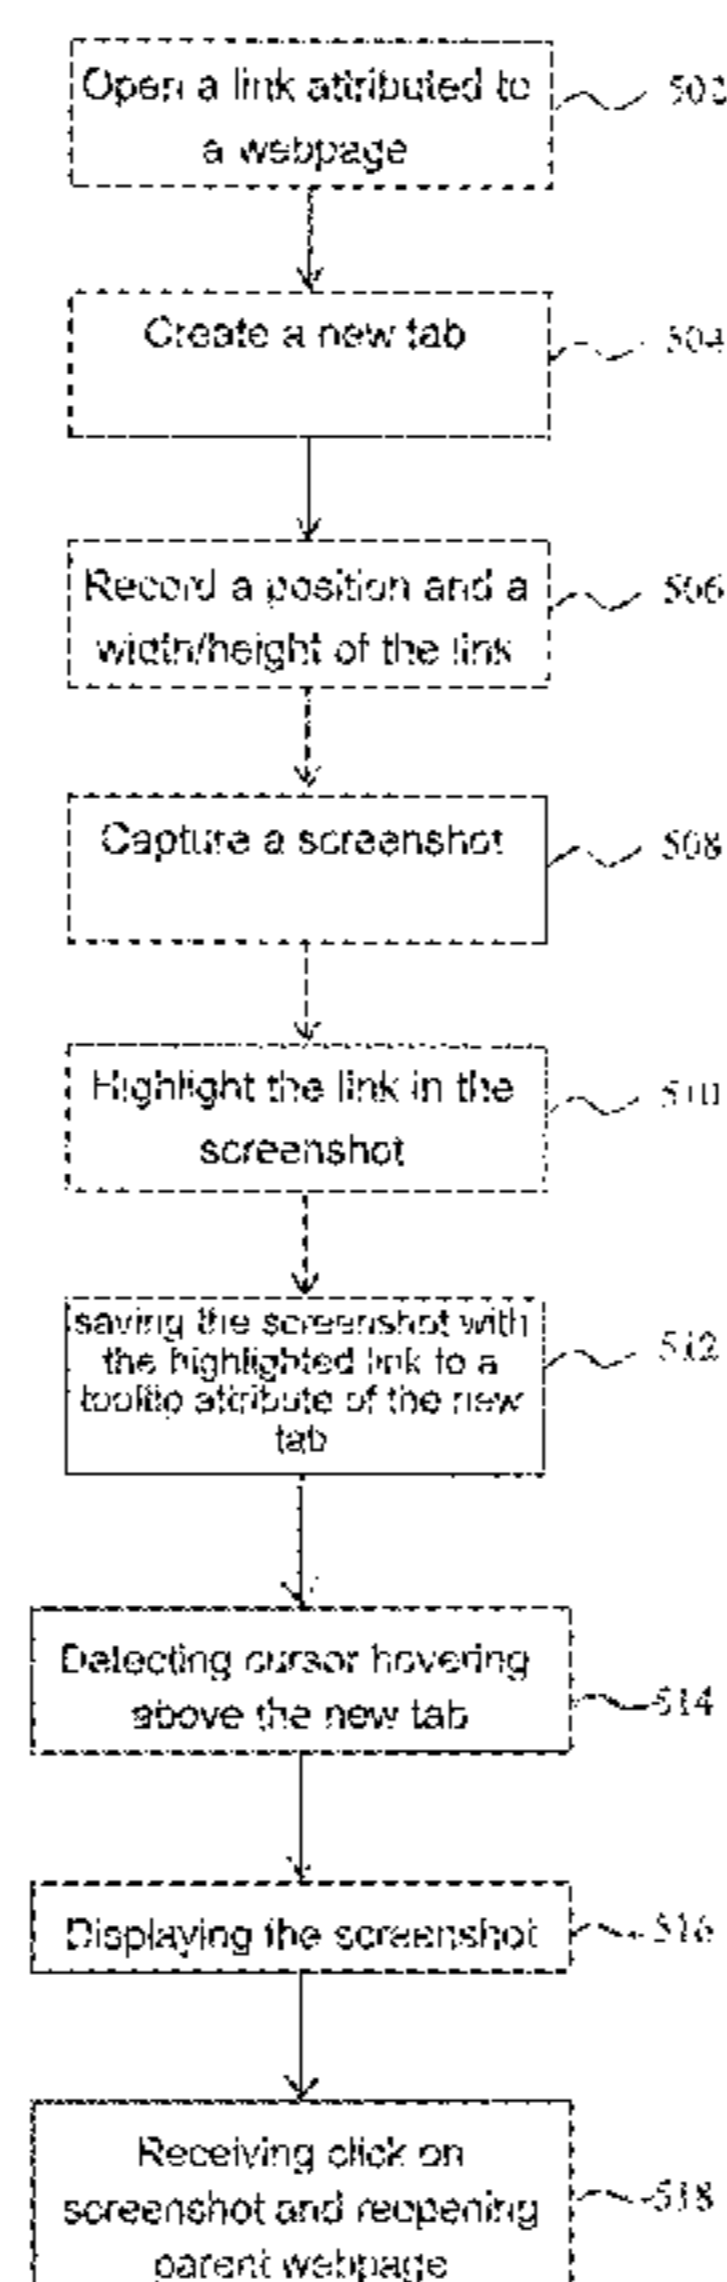 Open a link attributed to
a webpage
502
Create a new tab
504
Record a position and a
width/height of the link
506
Capture a screenshot
508
Highlight the link in the
screenshot
510
saving the screenshot with
the highlighted link to a
tooltip attribute of the new
tab
512
Detecting cursor hovering
above the new tab
514
Displaying the screenshot
516
Receiving click on
screenshot and reopening
parent webpage
518